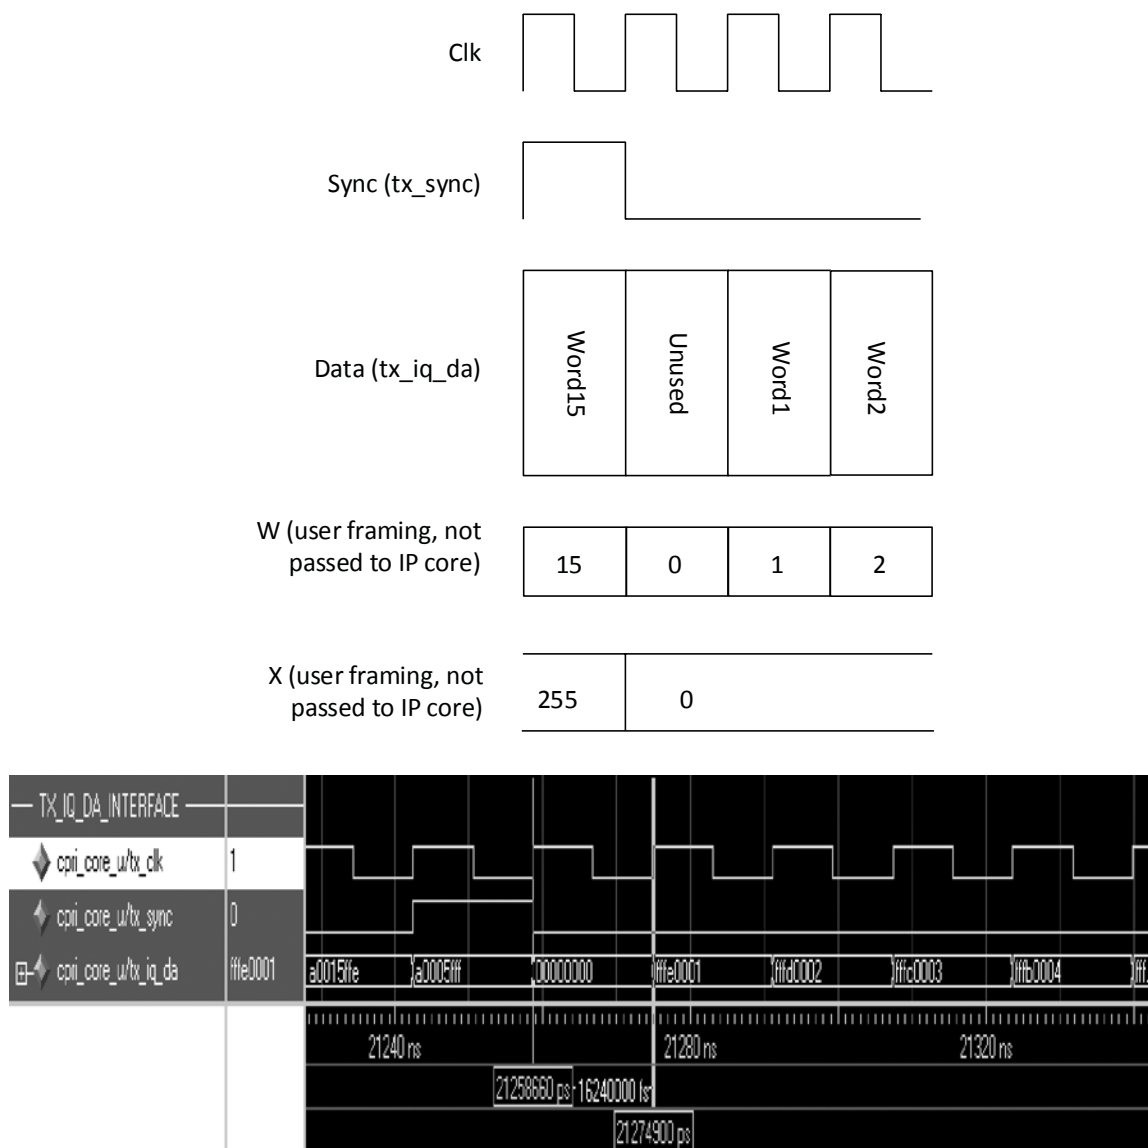 Clk
Sync (tx_sync)
Data (tx_iq_da)
Word15
Unused
Word1
Word2
W (user framing, not
passed to IP core)
15 0 1 2
X (user framing, not
passed to IP core)
255 0
TX_IQ_DA_INTERFACE
cpri_core_u/tx_clk 1
cpri_core_u/tx_sync 0
cpri_core_u/tx_iq_da fffe0001 a0015ffe a0005fff 00000000 fffe0001 fffd0002 fffc0003 fffb0004 fff
21240 ns 21280 ns 21320 ns
21258660 ps 16240000 fs
21274900 ps